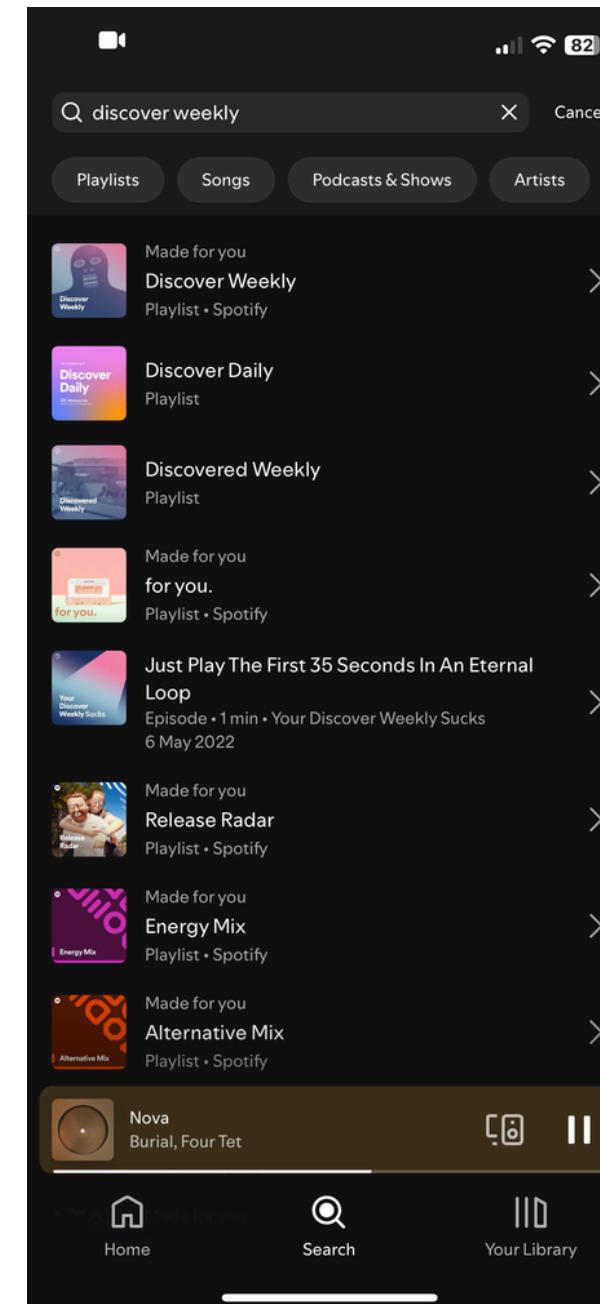 82
discover weekly
Cance
Playlists
Songs
Podcasts & Shows
Artists
Made for you
Discover Weekly
Playlist • Spotify
Discover
Weekly
Discover Daily
Playlist
Discover
Daily
Discovered Weekly
Playlist
Discovered
Weekly
Made for you
for you.
Playlist • Spotify
for you.
Just Play The First 35 Seconds In An Eternal
Loop
Episode • 1 min • Your Discover Weekly Sucks
6 May 2022
Your
Discover
Weekly Sucks
Made for you
Release Radar
Playlist • Spotify
Release
Radar
Made for you
Energy Mix
Playlist • Spotify
Energy Mix
Made for you
Alternative Mix
Playlist • Spotify
Alternative Mix
Nova
Burial, Four Tet
Home
Search
Your Library